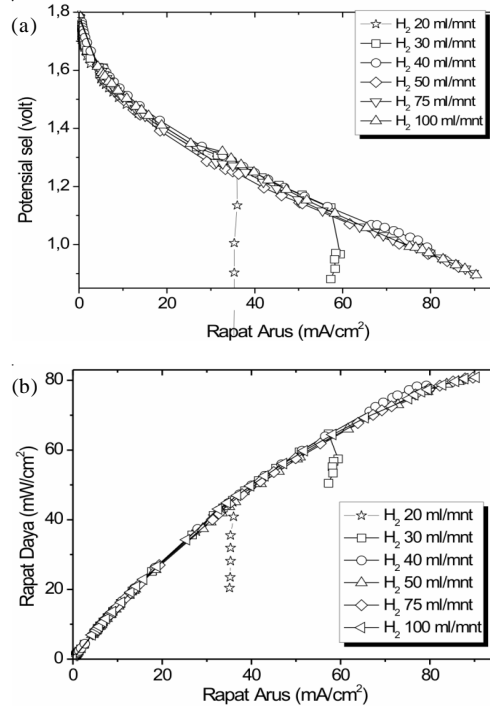 (a)
1,8
1,6
1,4
1,2
1,0
Potensial sel (volt)
H2 20 ml/mnt
H2 30 ml/mnt
H2 40 ml/mnt
H2 50 ml/mnt
H2 75 ml/mnt
H2 100 ml/mnt
0 20 40 60 80
Rapat Arus (mA/cm²)
(b)
80
60
40
20
0
Rapat Daya (mW/cm²)
H2 20 ml/mnt
H2 30 ml/mnt
H2 40 ml/mnt
H2 50 ml/mnt
H2 75 ml/mnt
H2 100 ml/mnt
0 20 40 60 80
Rapat Arus (mA/cm²)